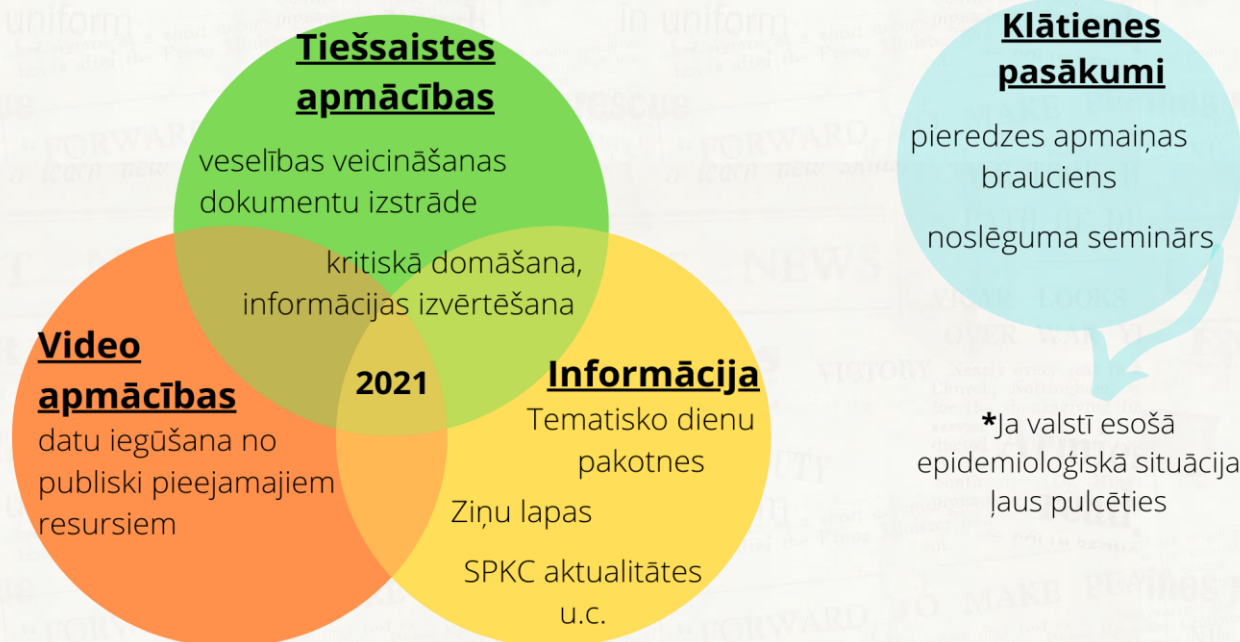 Tiešsaistes
apmācības
veselības veicināšanas
dokumentu izstrāde
kritiskā domāšana,
informācijas izvērtēšana
Video
apmācības
datu iegūšana no
publiski pieejamajiem
resursiem
2021
Informācija
Tematisko dienu
pakotnes
Ziņu lapas
SPKC aktualitātes
u.c.
Klātienes
pasākumi
pieredzes apmaiņas
brauciens
noslēguma seminārs
*Ja valstī esošā
epidemioloģiskā situācija
ļaus pulcēties